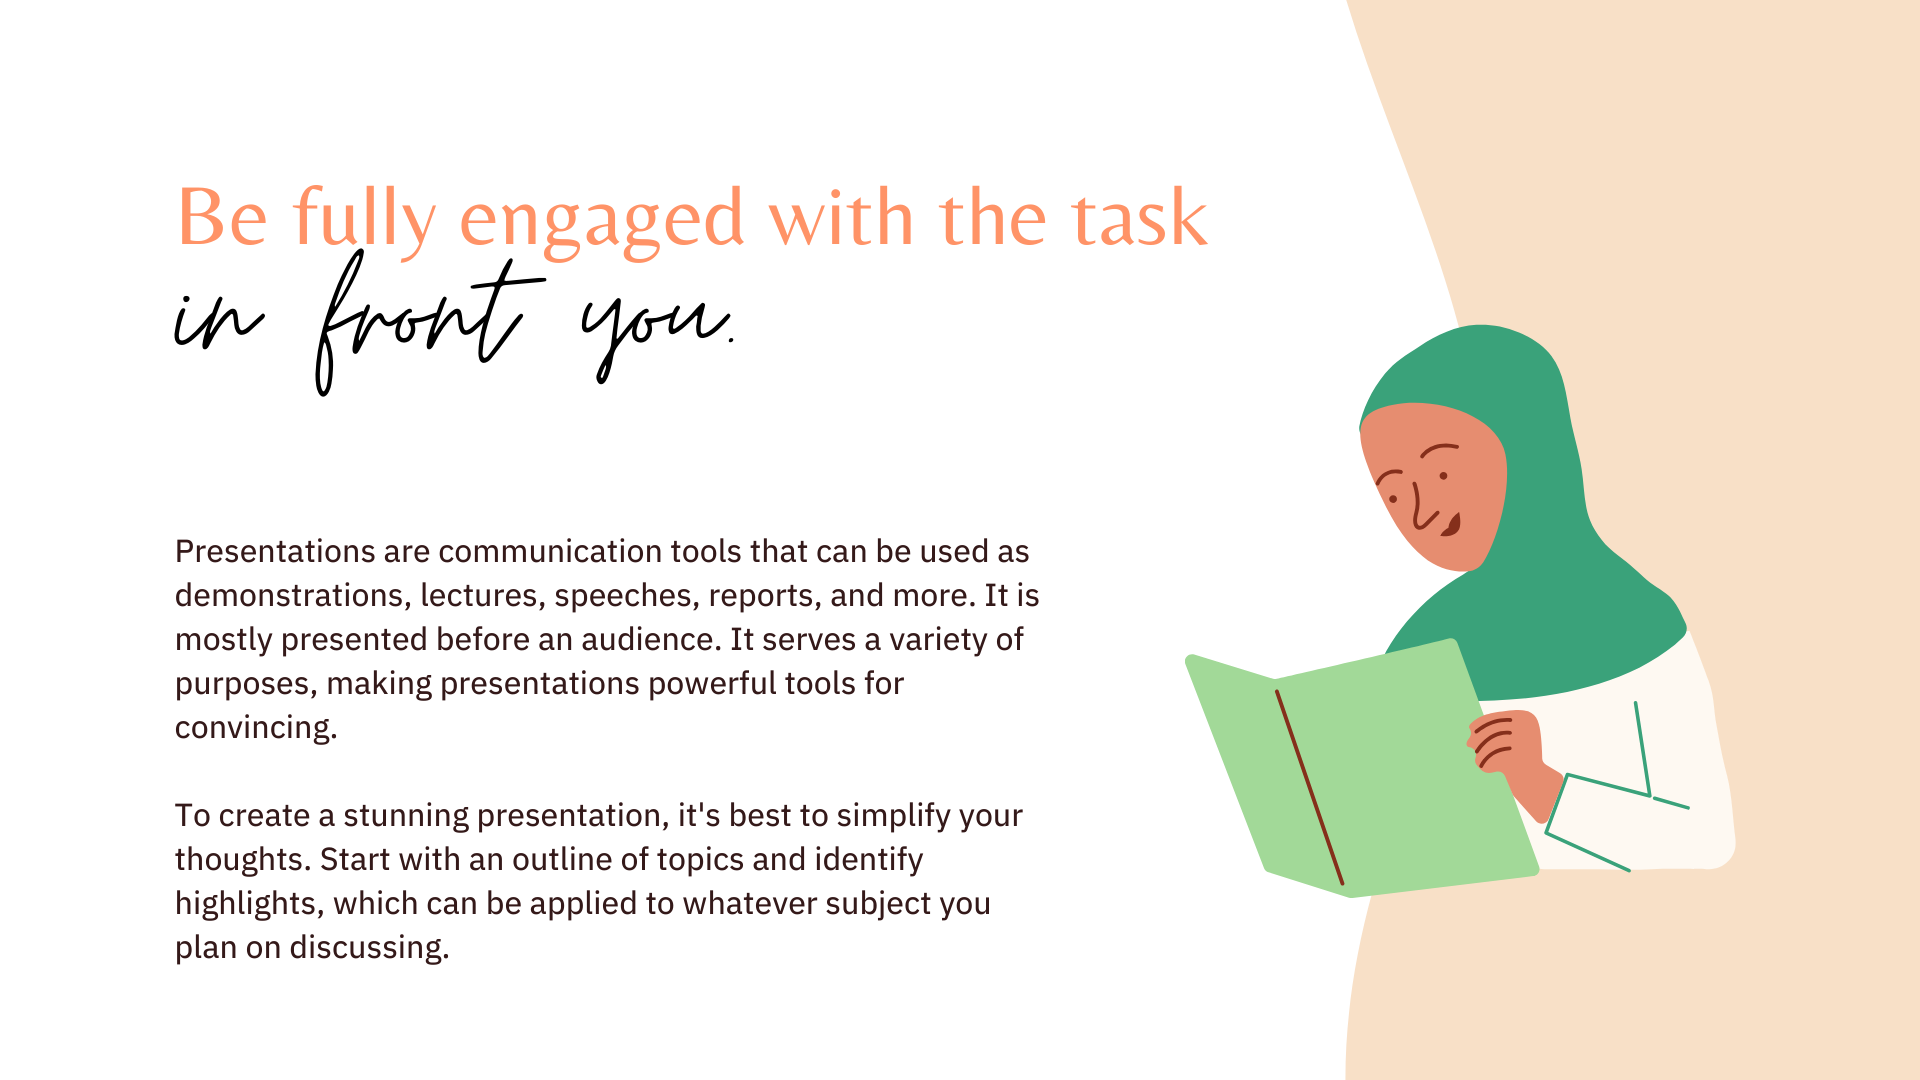 Be fully engaged with the task
in front you.
Presentations are communication tools that can be used as
demonstrations, lectures, speeches, reports, and more. It is
mostly presented before an audience. It serves a variety of
purposes, making presentations powerful tools for
convincing.
To create a stunning presentation, it's best to simplify your
thoughts. Start with an outline of topics and identify
highlights, which can be applied to whatever subject you
plan on discussing.